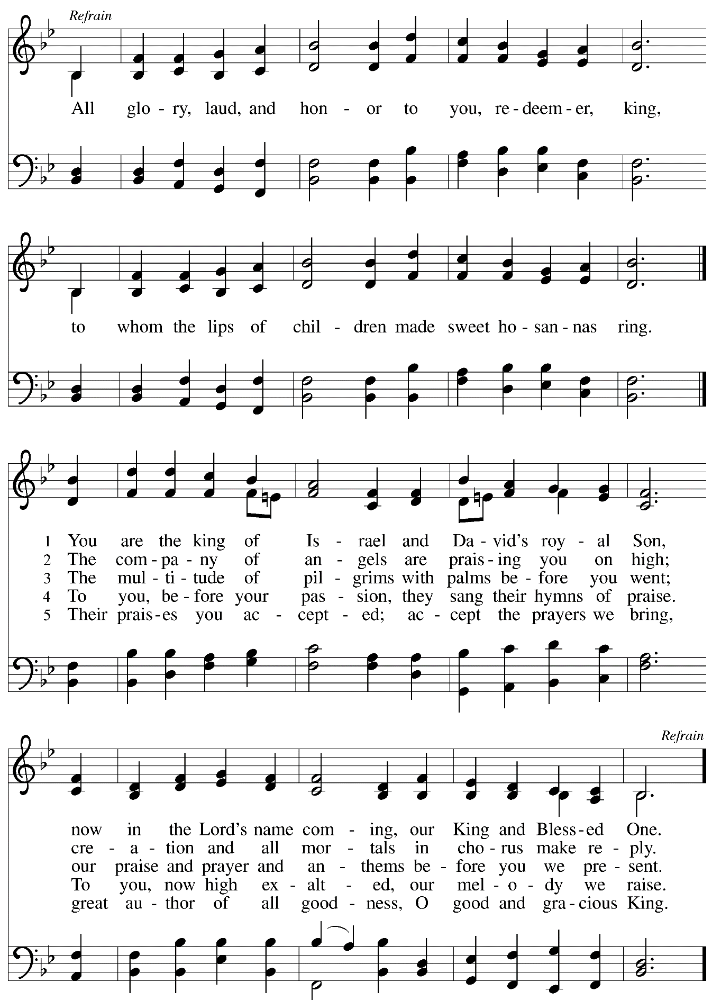 Refrain
All glo - ry, laud, and hon - or to you, re - deem - er, king,
to whom the lips of chil - dren made sweet ho - san - nas ring.
1 You are the king of Is - rael and Da - vid's roy - al Son,
2 The com - pa - ny of an - gels are prais - ing you on high;
3 The mul - ti - tude of pil - grims with palms be - fore you went;
4 To you, be - fore your pas - sion, they sang their hymns of praise.
5 Their prais - es you ac - cept - ed; ac - cept the prayers we bring,
Refrain
now in the Lord's name com - ing, our King and Bless - ed One.
cre - a - tion and all mor - tals in cho - rus make re - ply.
our praise and prayer and an - thems be - fore you we pre - sent.
To you, now high ex - alt - ed, our mel - o - dy we raise.
great au - thor of all good - ness, O good and gra - cious King.